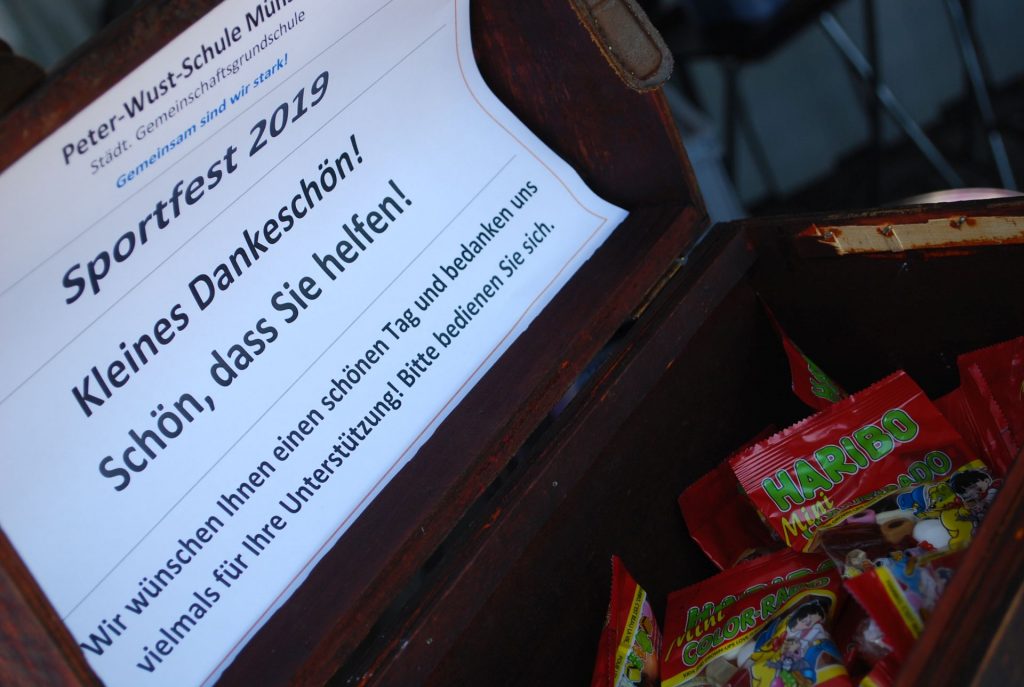 Peter-Wust-Schule Müns
Städt. Gemeinschaftsgrundschule
Gemeinsam sind wir stark!
Sportfest 2019
Kleines Dankeschön!
Schön, dass Sie helfen!
Wir wünschen Ihnen einen schönen Tag und bedanken uns
vielmals für Ihre Unterstützung! Bitte bedienen Sie sich.
HARIBO
Mini
Mini
COLOR-RADO